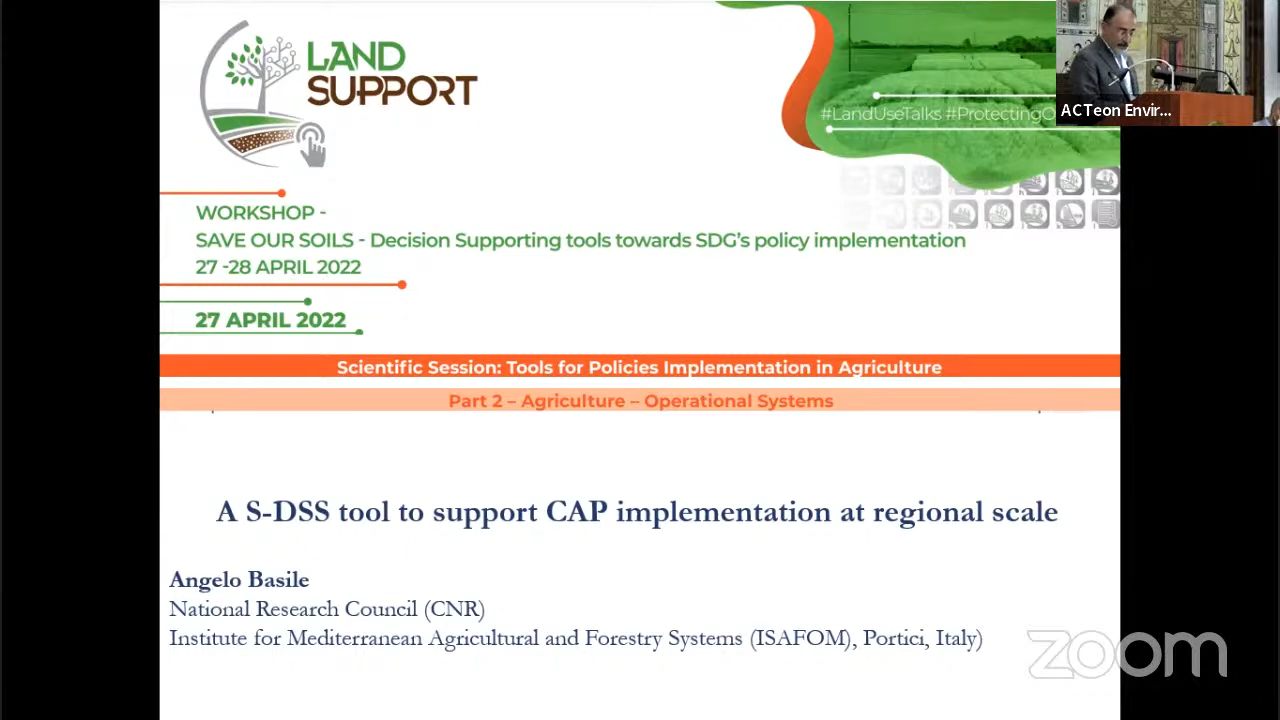 LAND
SUPPORT
#LandUseTalks #ProtectingO
ACTeon Envir...
WORKSHOP -
SAVE OUR SOILS - Decision Supporting tools towards SDG's policy implementation
27 -28 APRIL 2022
27 APRIL 2022
Scientific Session: Tools for Policies Implementation in Agriculture
Part 2 – Agriculture – Operational Systems
A S-DSS tool to support CAP implementation at regional scale
Angelo Basile
National Research Council (CNR)
Institute for Mediterranean Agricultural and Forestry Systems (ISAFOM), Portici, Italy)
zoom